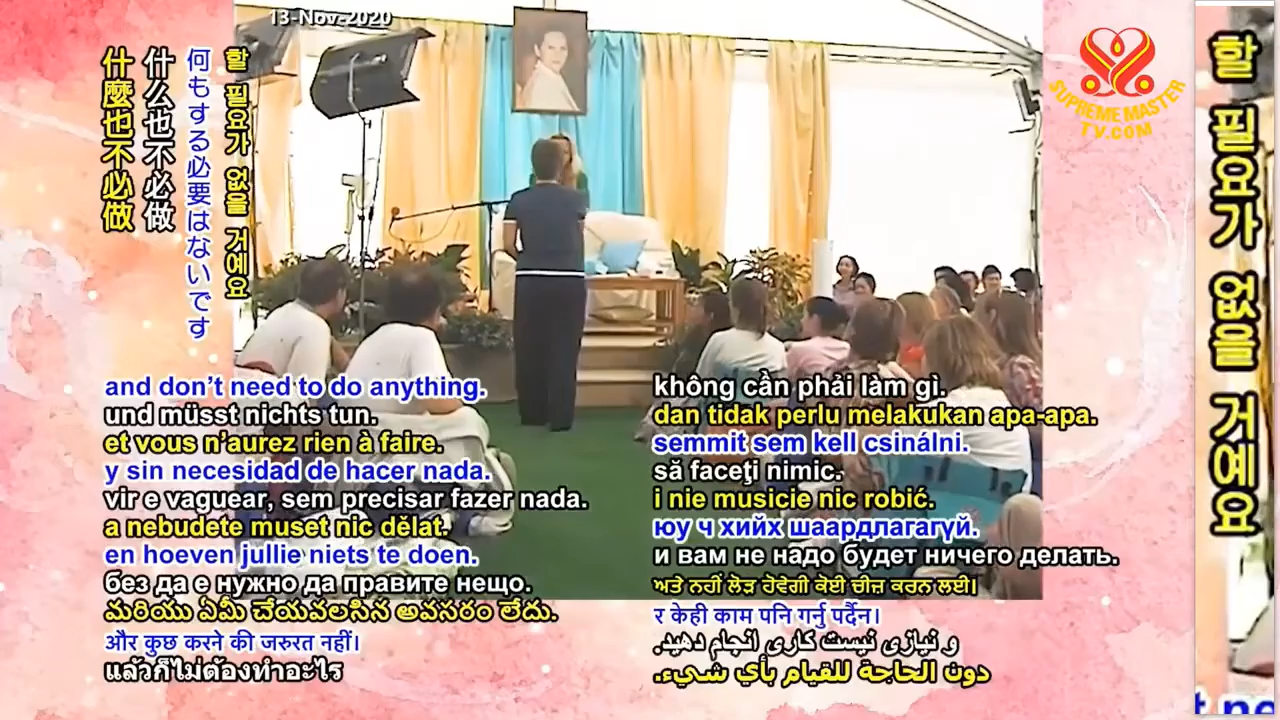 13-Nov-2020
SUPREME MASTER
TV.COM
什麼也不必做
什么也不必做
何もする必要はないです
할 필요가 없을 거예요
and don't need to do anything.
und müsst nichts tun.
et vous n'aurez rien à faire.
y sin necesidad de hacer nada.
vir e vaguear, sem precisar fazer nada.
a nebudete muset nic dělat.
en hoeven jullie niets te doen.
без да е нужно да правите нещо.
మరియు ఏమీ చేయవలసిన అవసరం లేదు.
और कुछ करने की जरुरत नहीं।
แล้วก็ไม่ต้องทำอะไร
không cần phải làm gì.
dan tidak perlu melakukan apa-apa.
semmit sem kell csinálni.
să faceţi nimic.
i nie musicie nic robić.
юу ч хийх шаардлагагүй.
и вам не надо будет ничего делать.
ਅਤੇ ਨਹੀਂ ਲੋੜ ਹੋਵੇਗੀ ਕੋਈ ਚੀਜ਼ ਕਰਨ ਲਈ।
र केही काम पनि गर्नु पर्दैन।
و نیازی نیست کاری انجام دهید.
دون الحاجة للقيام بأي شيء.
할 필요가 없을 거예요
t ne